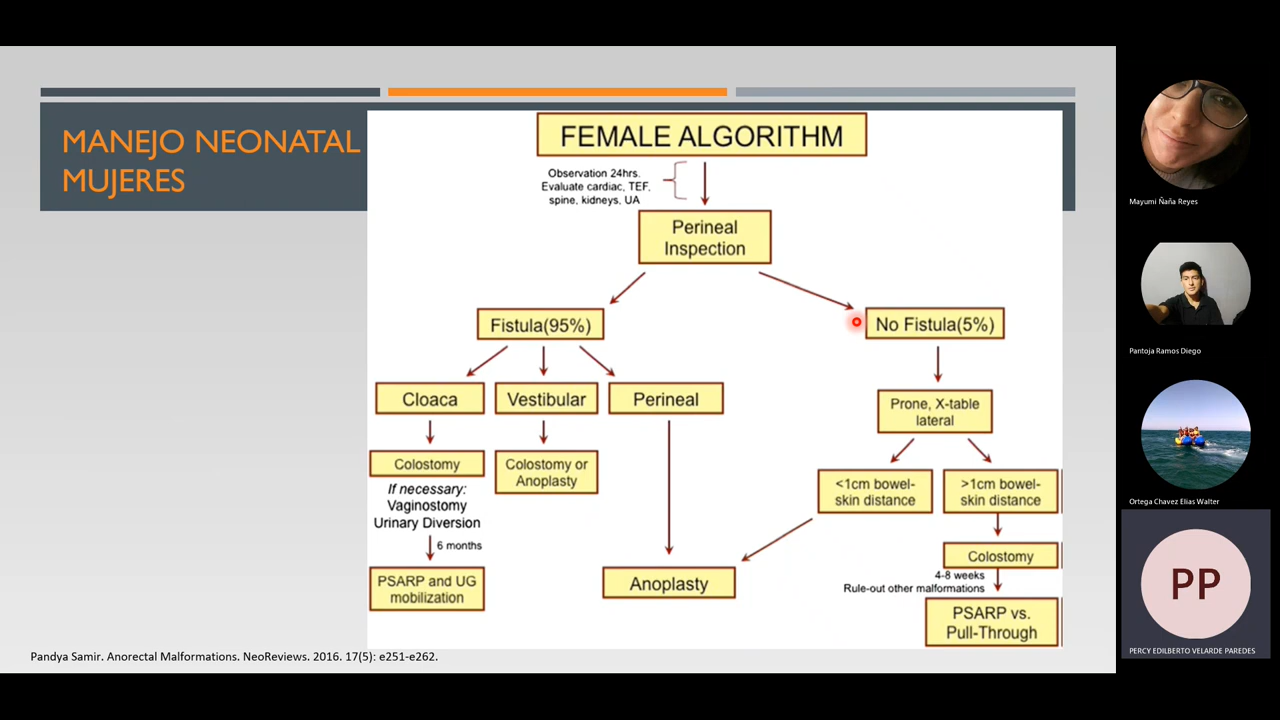 MANEJO NEONATAL
MUJERES
FEMALE ALGORITHM
Observation 24hrs.
Evaluate cardiac, TEF,
spine, kidneys, UA
Perineal
Inspection
Fistula(95%)
No Fistula(5%)
Cloaca
Vestibular
Perineal
Prone, X-table
lateral
Colostomy
Colostomy or
Anoplasty
<1cm bowel-
skin distance
>1cm bowel-
skin distance
If necessary:
Vaginostomy
Urinary Diversion
6 months
Colostomy
PSARP and UG
mobilization
Anoplasty
4-8 weeks
Rule-out other malformations
PSARP vs.
Pull-Through
Pandya Samir. Anorectal Malformations. NeoReviews. 2016. 17(5): e251-e262.
Mayumi Ñaña Reyes
Pantoja Ramos Diego
Ortega Chavez Elias Walter
PP
PERCY EDILBERTO VELARDE PAREDES